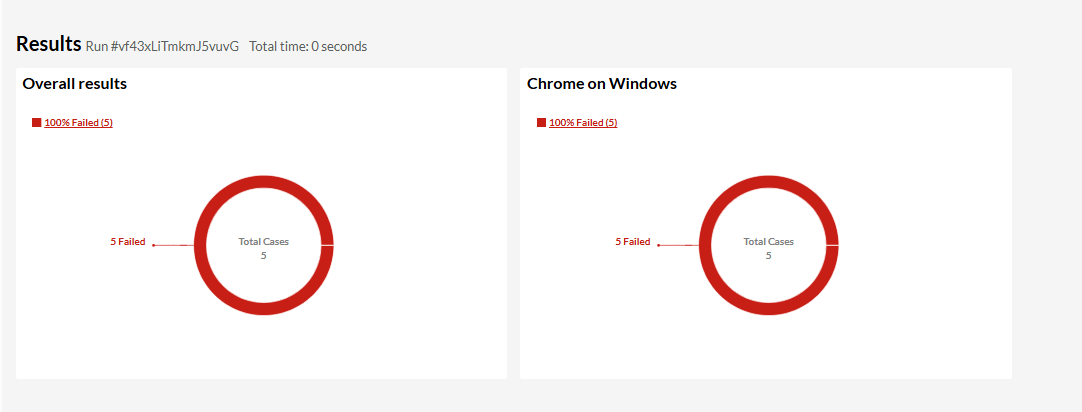 Results Run #vf43xLiTmkmJ5vuvG Total time: 0 seconds
Overall results
100% Failed (5)
5 Failed
Total Cases
5
Chrome on Windows
100% Failed (5)
5 Failed
Total Cases
5